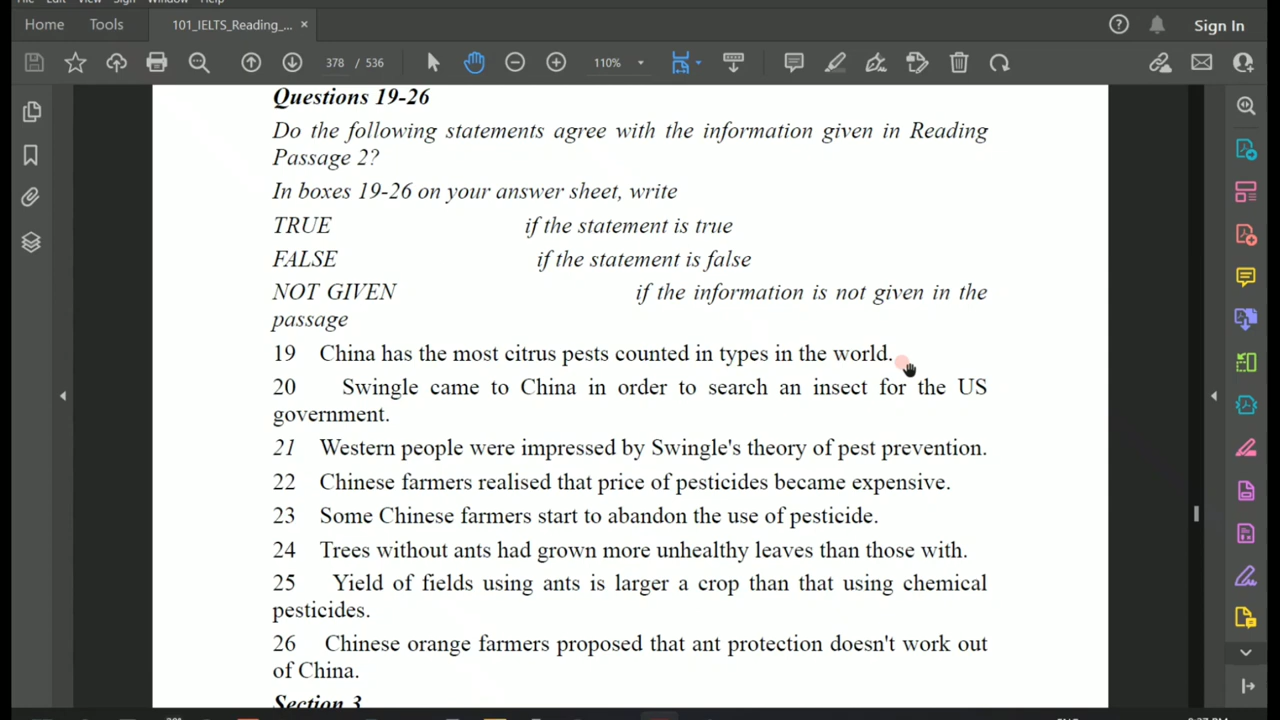 File Edit View Sign Window Help
Home Tools 101_IELTS_Reading_... × Sign In
378 / 536 110%
Questions 19-26
Do the following statements agree with the information given in Reading
Passage 2?
In boxes 19-26 on your answer sheet, write
TRUE if the statement is true
FALSE if the statement is false
NOT GIVEN if the information is not given in the
passage
19 China has the most citrus pests counted in types in the world.
20 Swingle came to China in order to search an insect for the US
government.
21 Western people were impressed by Swingle's theory of pest prevention.
22 Chinese farmers realised that price of pesticides became expensive.
23 Some Chinese farmers start to abandon the use of pesticide.
24 Trees without ants had grown more unhealthy leaves than those with.
25 Yield of fields using ants is larger a crop than that using chemical
pesticides.
26 Chinese orange farmers proposed that ant protection doesn't work out
of China.
Section 3